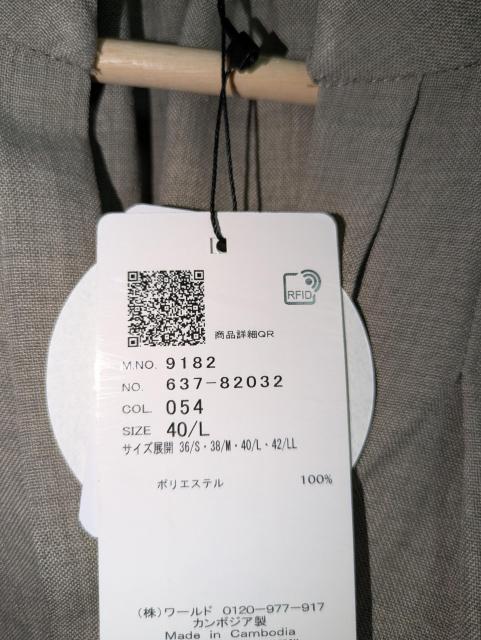 RFID
商品詳細QR
M.NO. 9182
NO. 637-82032
COL. 054
SIZE 40/L
サイズ展開 36/S・38/M・40/L・42/LL
ポリエステル 100%
(株)ワールド 0120-977-917
カンボジア製
Made in Cambodia